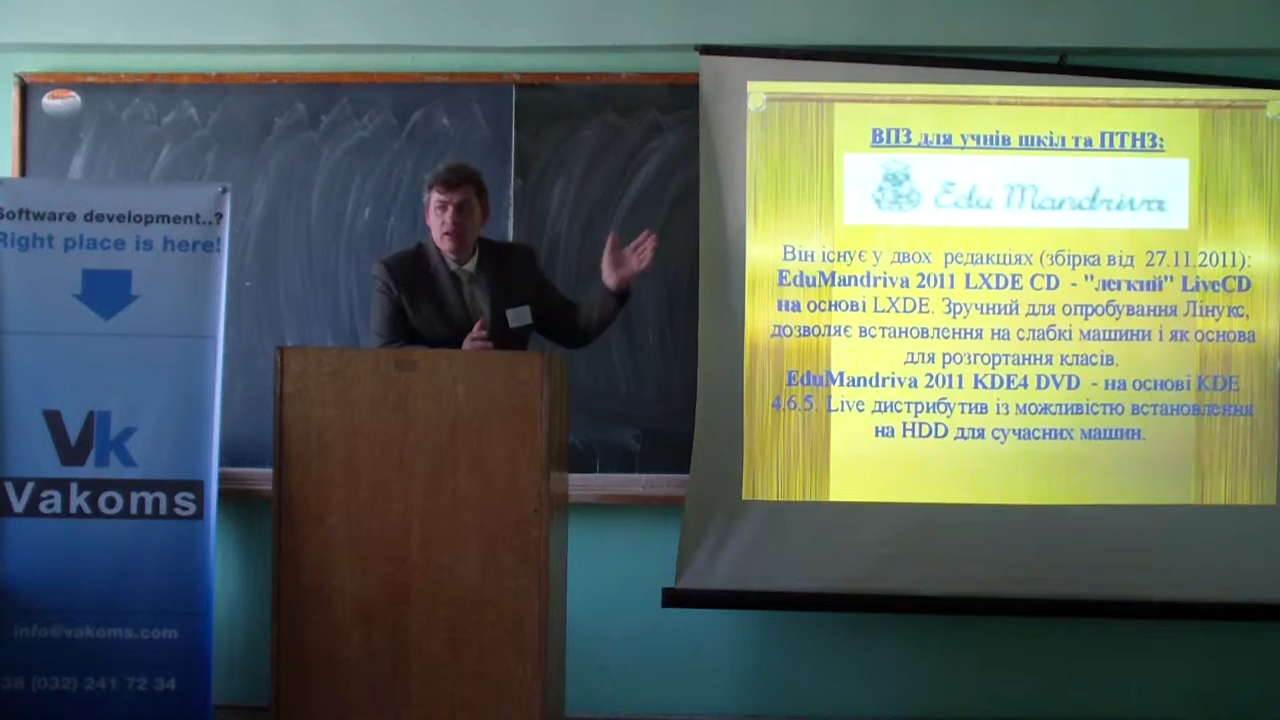 Software development..?
Right place is here!
Vk
Vakoms
info@vakoms.com
38 (032) 241 72 34
ВПЗ для учнів шкіл та ПТНЗ:
Edu Mandriva
Він існує у двох редакціях (збірка від 27.11.2011):
EduMandriva 2011 LXDE CD - "легкий" LiveCD
на основі LXDE. Зручний для опробування Лінукс,
дозволяє встановлення на слабкі машини і як основа
для розгортання класів.
EduMandriva 2011 KDE4 DVD - на основі KDE
4.6.5. Live дистрибутив із можливістю встановлення
на HDD для сучасних машин.